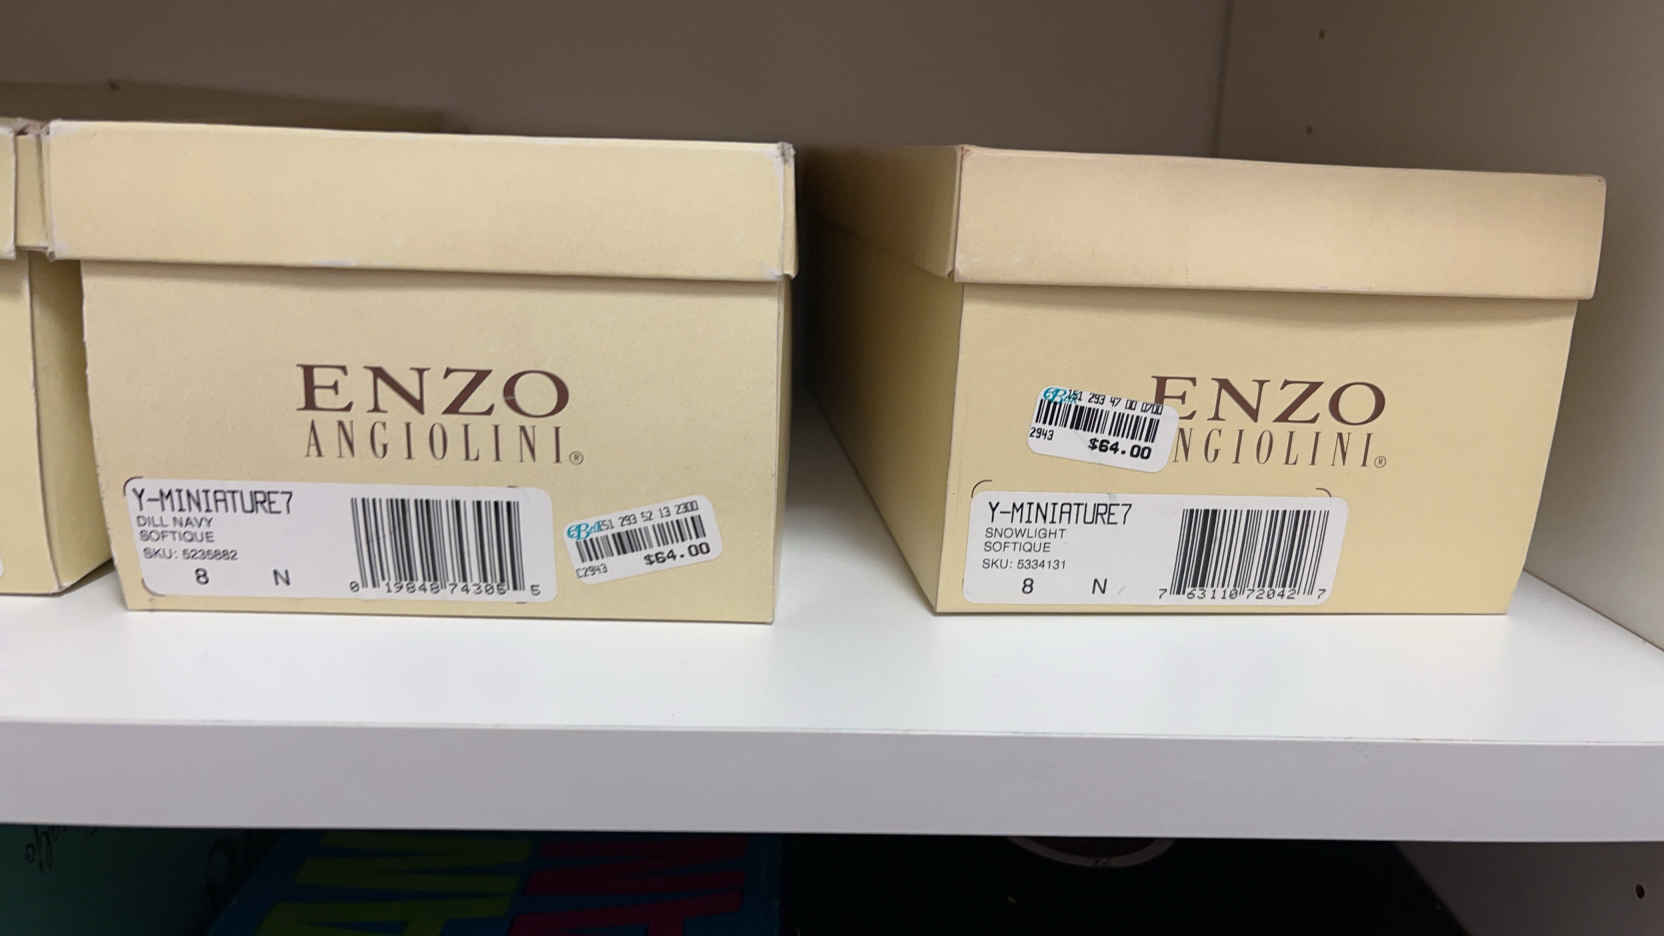 ENZO
ANGIOLINI®
Y-MINIATURE7
DILL NAVY
SOFTIQUE
SKU: 5235882
8 N
0 19848 74305 5
151 293 52 13 2300
C2943
$64.00
ENZO
NGIOLINI®
151 293 47 00 0700
2943
$64.00
Y-MINIATURE7
SNOWLIGHT
SOFTIQUE
SKU: 5334131
8 N
7 63110 72042 7